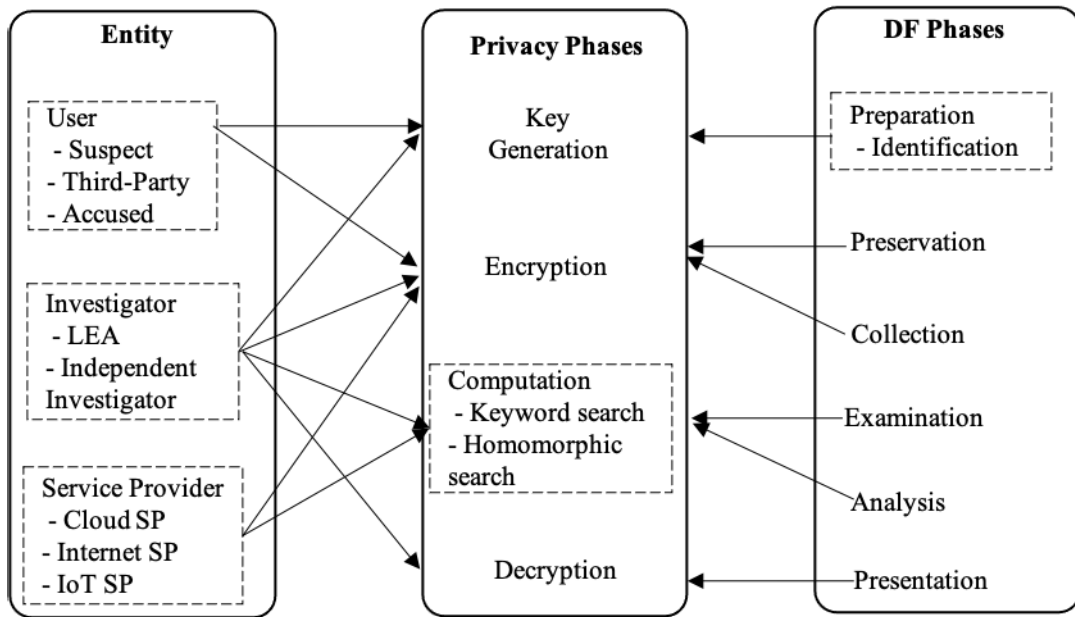 Entity
User
- Suspect
- Third-Party
- Accused
Investigator
- LEA
- Independent
Investigator
Service Provider
- Cloud SP
- Internet SP
- IoT SP
Privacy Phases
Key
Generation
Encryption
Computation
- Keyword search
- Homomorphic
search
Decryption
DF Phases
Preparation
- Identification
Preservation
Collection
Examination
Analysis
Presentation